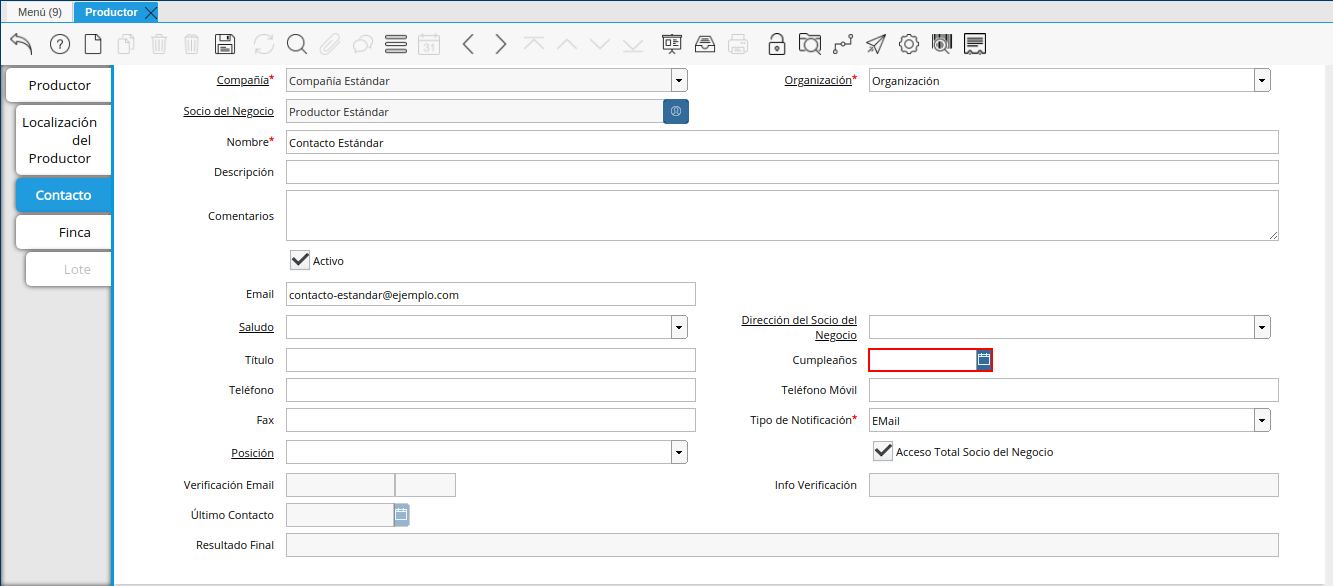 Menú (9)
Productor
31
Productor
Localización
del
Productor
Contacto
Finca
Lote
Compañía* Compañía Estándar Organización* Organización
Socio del Negocio Productor Estándar
Nombre* Contacto Estándar
Descripción
Comentarios
Activo
Email contacto-estandar@ejemplo.com
Saludo Dirección del Socio del
Negocio
Título Cumpleaños
Teléfono Teléfono Móvil
Fax Tipo de Notificación* EMail
Posición Acceso Total Socio del Negocio
Verificación Email Info Verificación
Último Contacto
Resultado Final